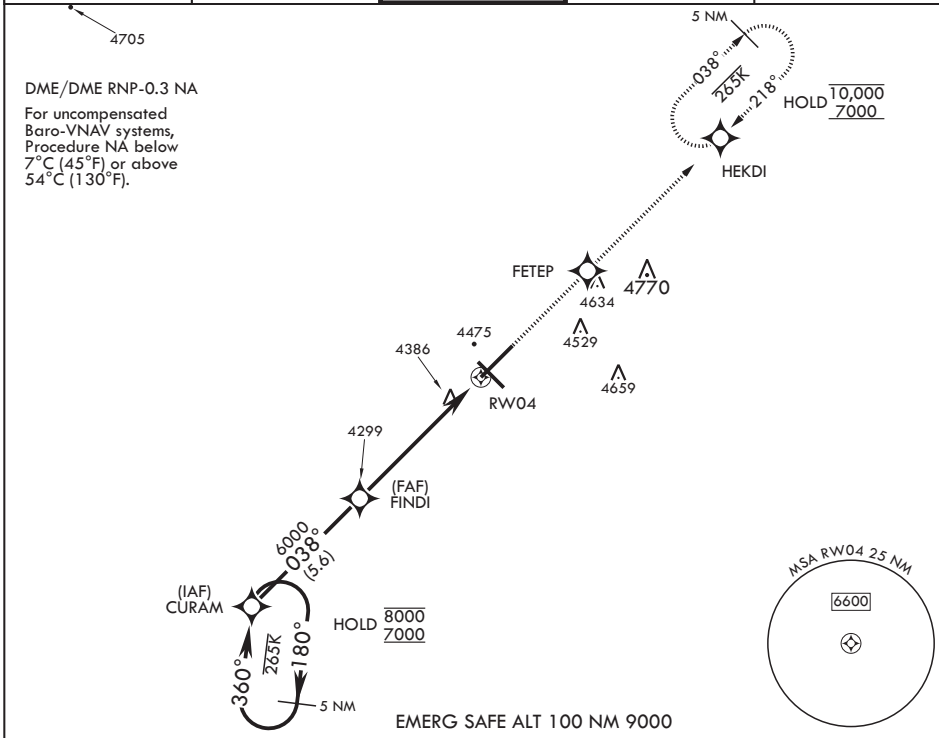 4705
5 NM
DME/DME RNP-0.3 NA
For uncompensated
Baro-VNAV systems,
Procedure NA below
7°C (45°F) or above
54°C (130°F).
038°
265K
218°
HOLD 10,000
7000
HEKDI
FETEP
4634
4770
4529
4475
4386
4659
RW04
4299
(FAF)
FINDI
6000
038°
(5.6)
(IAF)
CURAM
HOLD 8000
7000
360°
265K
180°
5 NM
MSA RW04 25 NM
6600
EMERG SAFE ALT 100 NM 9000